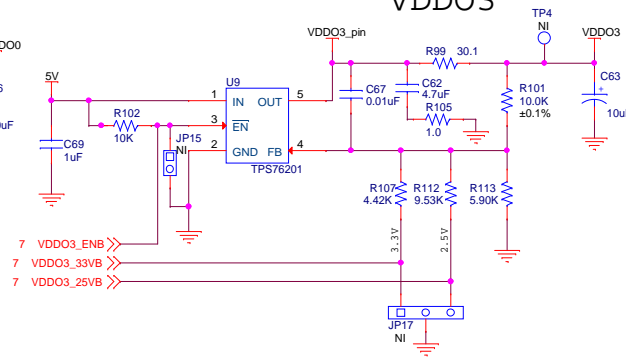 VDDO3
TP4
NI
VDDO3_pin
VDDO3
DO0
R99 30.1
5V
U9
C63
C67
0.01uF
C62
4.7uF
R101
10.0K
±0.1%
1 IN OUT 5
uF
R102
10K
3 EN
JP15
NI
R105
1.0
10u
C69
1uF
2 GND FB 4
TPS76201
R107
4.42K
R112
9.53K
R113
5.90K
3.3V
2.5V
7 VDDO3_ENB
7 VDDO3_33VB
7 VDDO3_25VB
JP17
NI